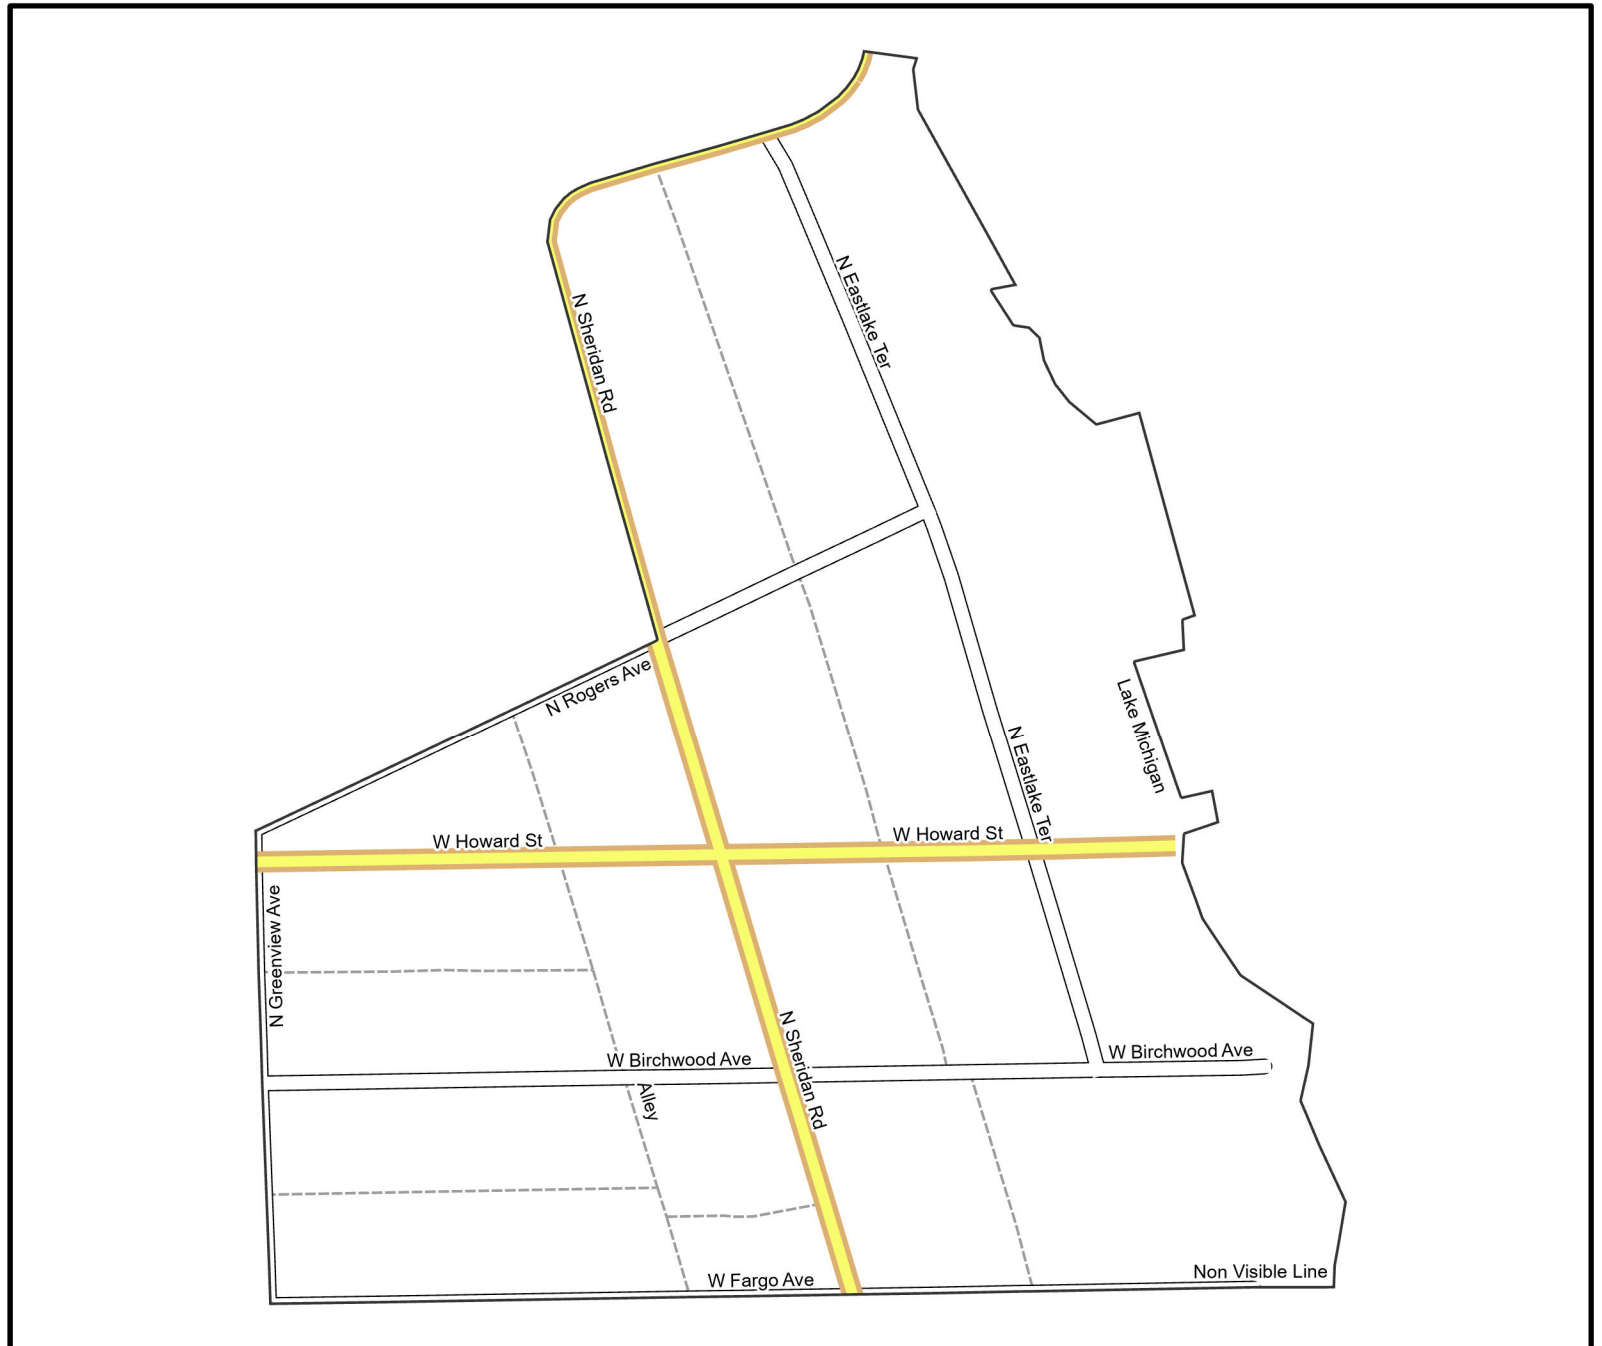 N Eastlake Ter
N Sheridan Rd
N Rogers Ave
Lake Michigan
N Eastlake Ter
W Howard St
W Howard St
N Greenview Ave
N Sheridan Rd
W Birchwood Ave
W Birchwood Ave
Alley
W Fargo Ave
Non Visible Line